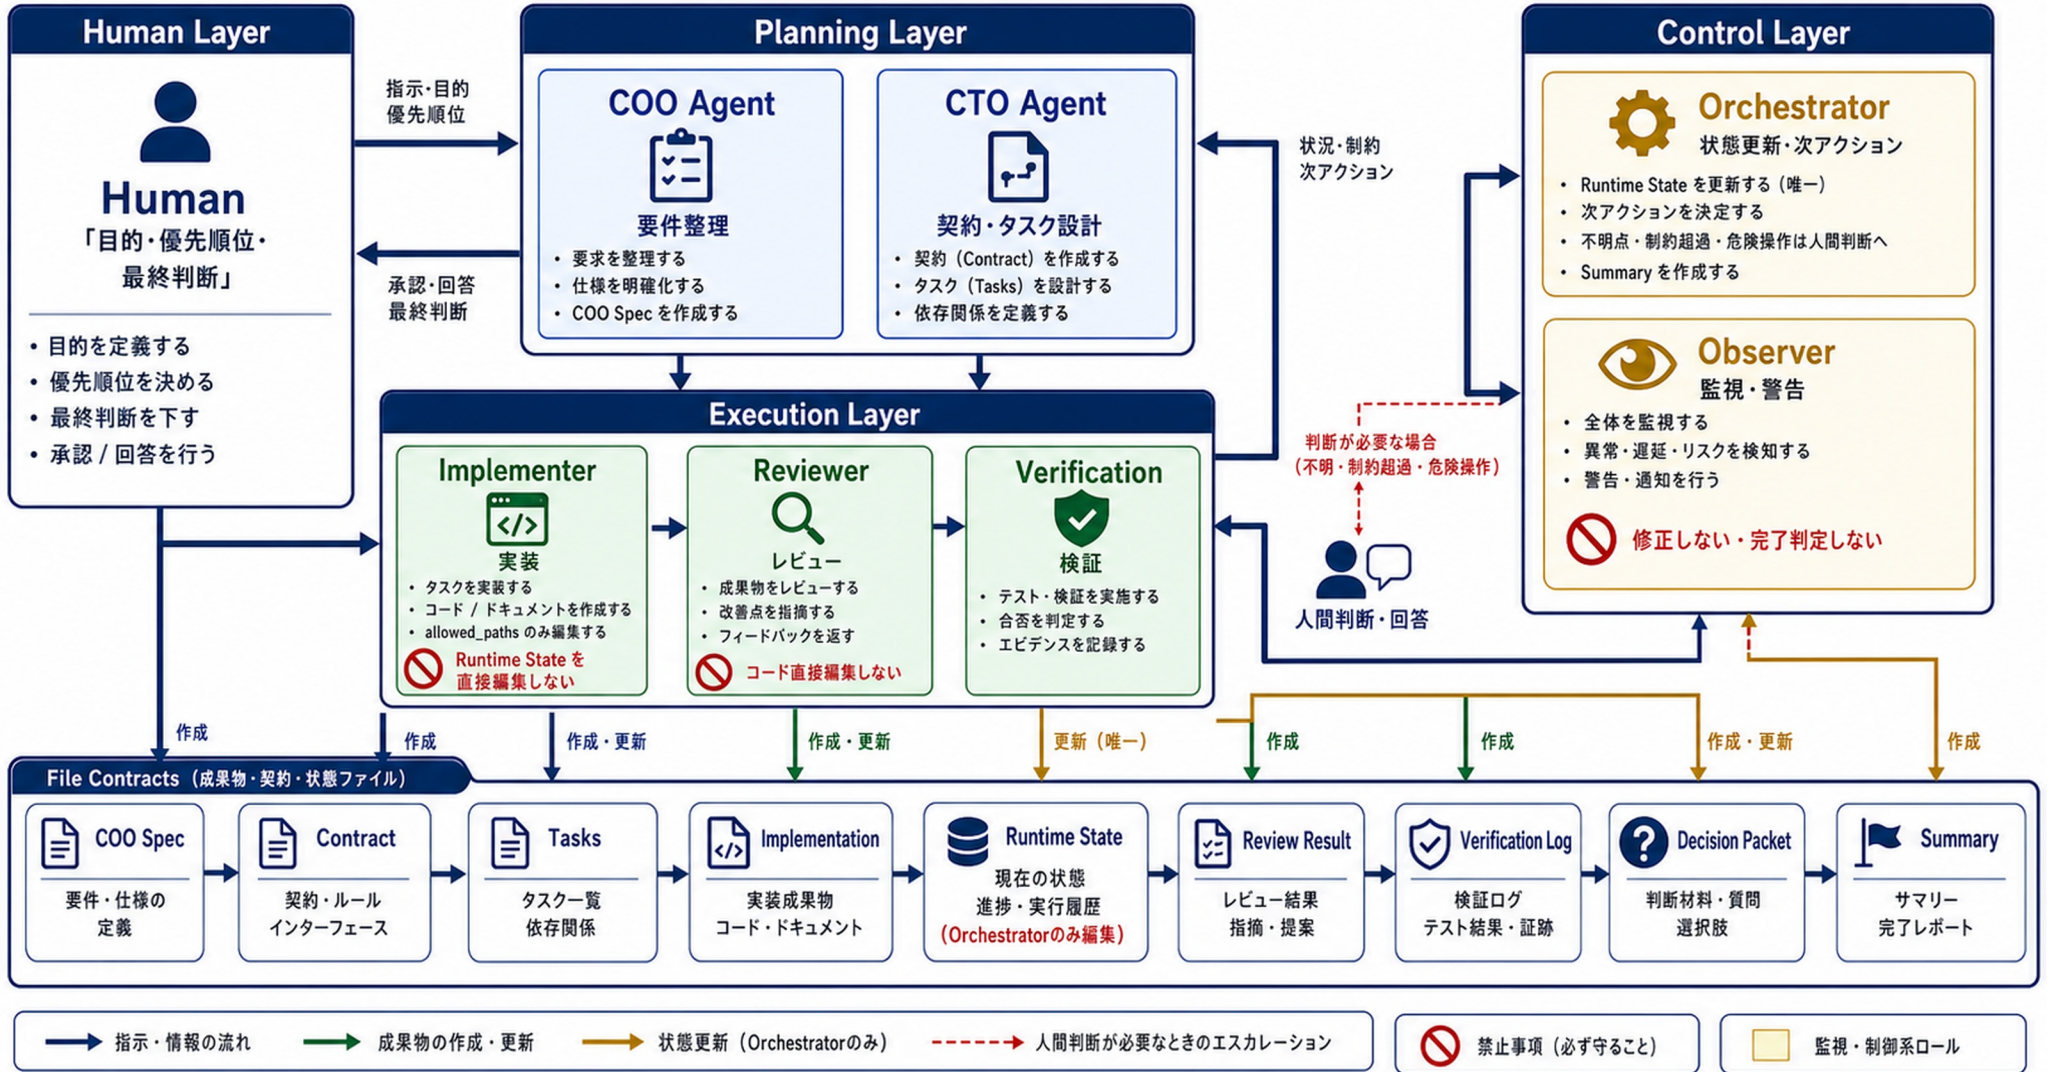 Human Layer
Human
「目的・優先順位・
最終判断」
• 目的を定義する
• 優先順位を決める
• 最終判断を下す
• 承認 / 回答を行う
指示・目的
優先順位
承認・回答
最終判断
Planning Layer
COO Agent
要件整理
• 要求を整理する
• 仕様を明確化する
• COO Spec を作成する
CTO Agent
契約・タスク設計
• 契約（Contract）を作成する
• タスク（Tasks）を設計する
• 依存関係を定義する
状況・制約
次アクション
Control Layer
Orchestrator
状態更新・次アクション
• Runtime State を更新する（唯一）
• 次アクションを決定する
• 不明点・制約超過・危険操作は人間判断へ
• Summary を作成する
Observer
監視・警告
• 全体を監視する
• 異常・遅延・リスクを検知する
• 警告・通知を行う
修正しない・完了判定しない
判断が必要な場合
（不明・制約超過・危険操作）
人間判断・回答
Execution Layer
Implementer
実装
• タスクを実装する
• コード / ドキュメントを作成する
• allowed_paths のみ編集する
Runtime State を
直接編集しない
Reviewer
レビュー
• 成果物をレビューする
• 改善点を指摘する
• フィードバックを返す
コード直接編集しない
Verification
検証
• テスト・検証を実施する
• 合否を判定する
• エビデンスを記録する
作成
作成
作成・更新
作成・更新
更新（唯一）
作成
作成
作成・更新
作成
File Contracts（成果物・契約・状態ファイル）
COO Spec
要件・仕様の
定義
Contract
契約・ルール
インターフェース
Tasks
タスク一覧
依存関係
Implementation
実装成果物
コード・ドキュメント
Runtime State
現在の状態
進捗・実行履歴
（Orchestratorのみ編集）
Review Result
レビュー結果
指摘・提案
Verification Log
検証ログ
テスト結果・証跡
Decision Packet
判断材料・質問
選択肢
Summary
サマリー
完了レポート
指示・情報の流れ
成果物の作成・更新
状態更新（Orchestratorのみ）
人間判断が必要なときのエスカレーション
禁止事項（必ず守ること）
監視・制御系ロール